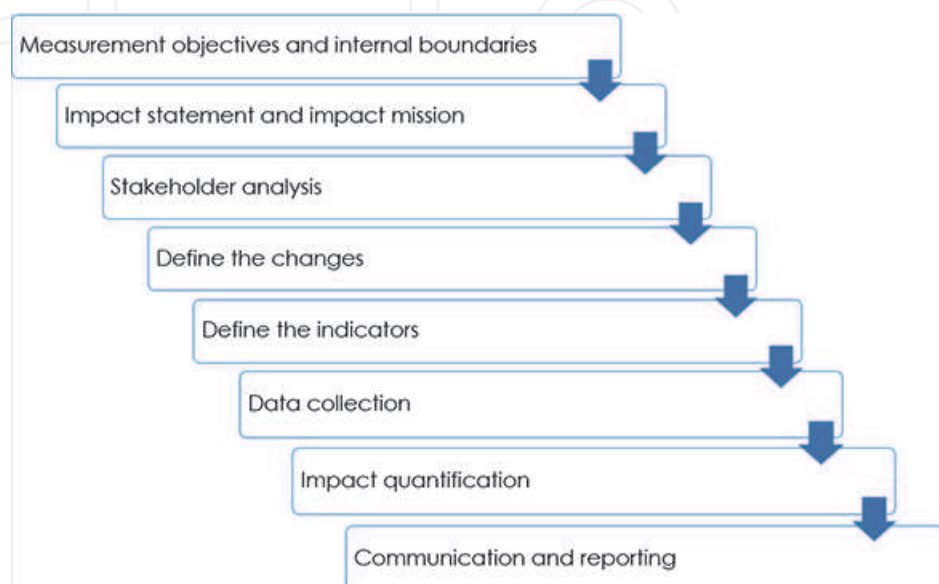 Measurement objectives and internal boundaries
Impact statement and impact mission
Stakeholder analysis
Define the changes
Define the indicators
Data collection
Impact quantification
Communication and reporting